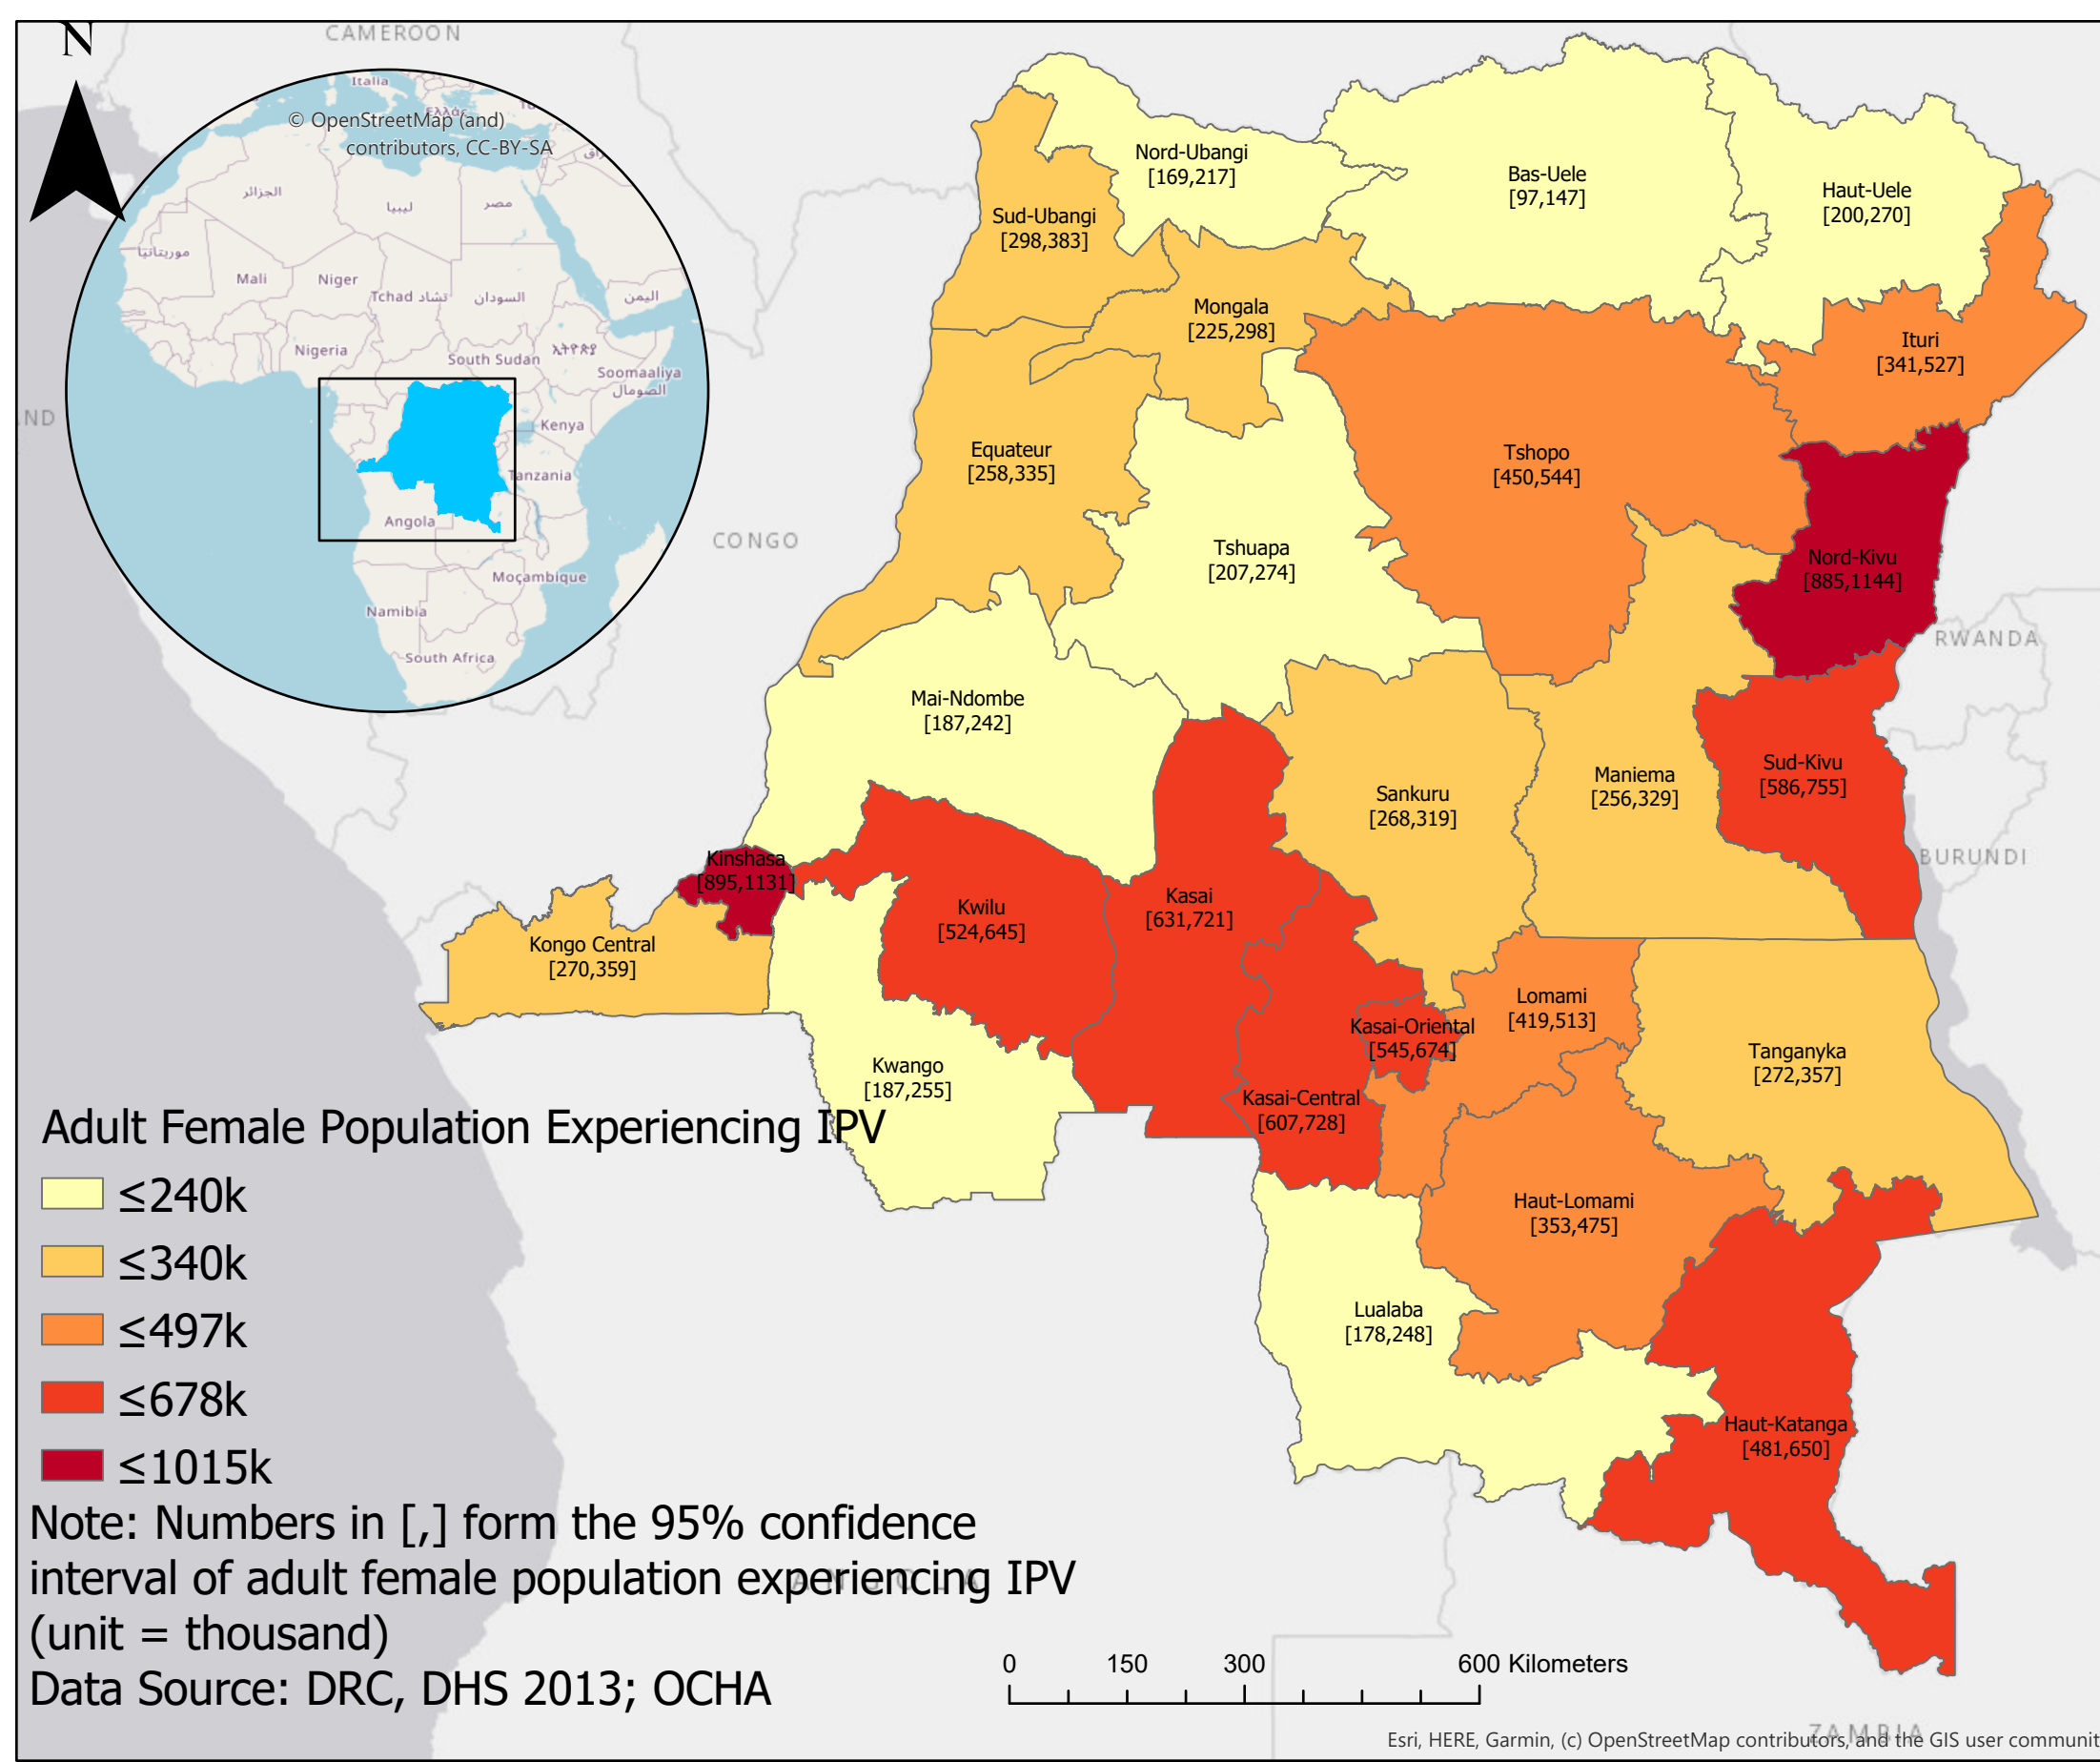 N
CAMEROON
Italia
Ελλάς
© OpenStreetMap (and)
contributors, CC-BY-SA
الجزائر
ليبيا
مصر
موريتانيا
Mali
Niger
Tchad تشاد
السودان
اليمن
Nigeria
South Sudan
Soomaaliya
الصومال
Kenya
Tanzania
Angola
Moçambique
Namibia
South Africa
ND
CONGO
RWANDA
BURUNDI
ANGOLA
ZAMBIA
Nord-Ubangi
[169,217]
Bas-Uele
[97,147]
Haut-Uele
[200,270]
Sud-Ubangi
[298,383]
Mongala
[225,298]
Ituri
[341,527]
Equateur
[258,335]
Tshopo
[450,544]
Tshuapa
[207,274]
Nord-Kivu
[885,1144]
Mai-Ndombe
[187,242]
Sankuru
[268,319]
Maniema
[256,329]
Sud-Kivu
[586,755]
Kinshasa
[895,1131]
Kongo Central
[270,359]
Kwilu
[524,645]
Kasai
[631,721]
Lomami
[419,513]
Kasai-Oriental
[545,674]
Tanganyka
[272,357]
Kwango
[187,255]
Kasai-Central
[607,728]
Haut-Lomami
[353,475]
Lualaba
[178,248]
Haut-Katanga
[481,650]
Adult Female Population Experiencing IPV
≤240k
≤340k
≤497k
≤678k
≤1015k
Note: Numbers in [,] form the 95% confidence
interval of adult female population experiencing IPV
(unit = thousand)
Data Source: DRC, DHS 2013; OCHA
0 150 300 600 Kilometers
Esri, HERE, Garmin, (c) OpenStreetMap contributors, and the GIS user communit